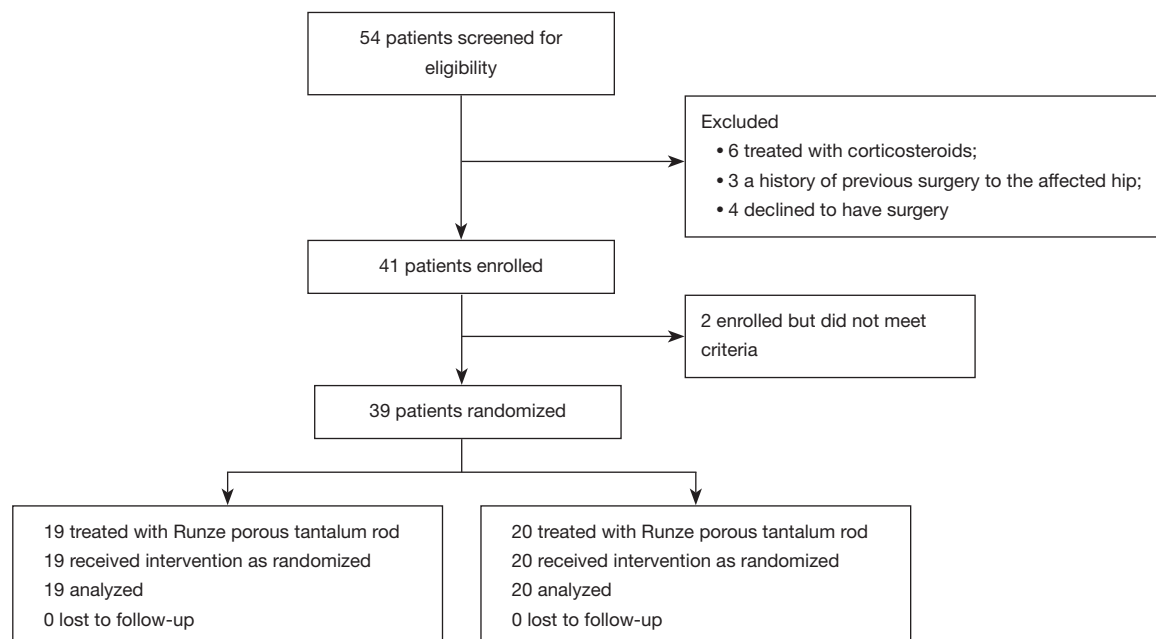 54 patients screened for
eligibility
Excluded
• 6 treated with corticosteroids;
• 3 a history of previous surgery to the affected hip;
• 4 declined to have surgery
41 patients enrolled
2 enrolled but did not meet
criteria
39 patients randomized
19 treated with Runze porous tantalum rod
19 received intervention as randomized
19 analyzed
0 lost to follow-up
20 treated with Runze porous tantalum rod
20 received intervention as randomized
20 analyzed
0 lost to follow-up